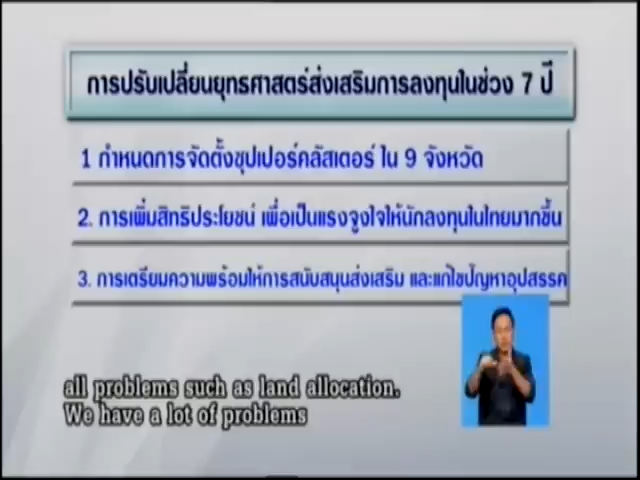 การปรับเปลี่ยนยุทธศาสตร์ส่งเสริมการลงทุนในช่วง 7 ปี
1 กำหนดการจัดตั้งซุปเปอร์คลัสเตอร์ ใน 9 จังหวัด
2. การเพิ่มสิทธิประโยชน์ เพื่อเป็นแรงจูงใจให้นักลงทุนในไทยมากขึ้น
3. การเตรียมความพร้อมให้การสนับสนุนส่งเสริม และแก้ไขปัญหาอุปสรรค
all problems such as land allocation.
We have a lot of problems